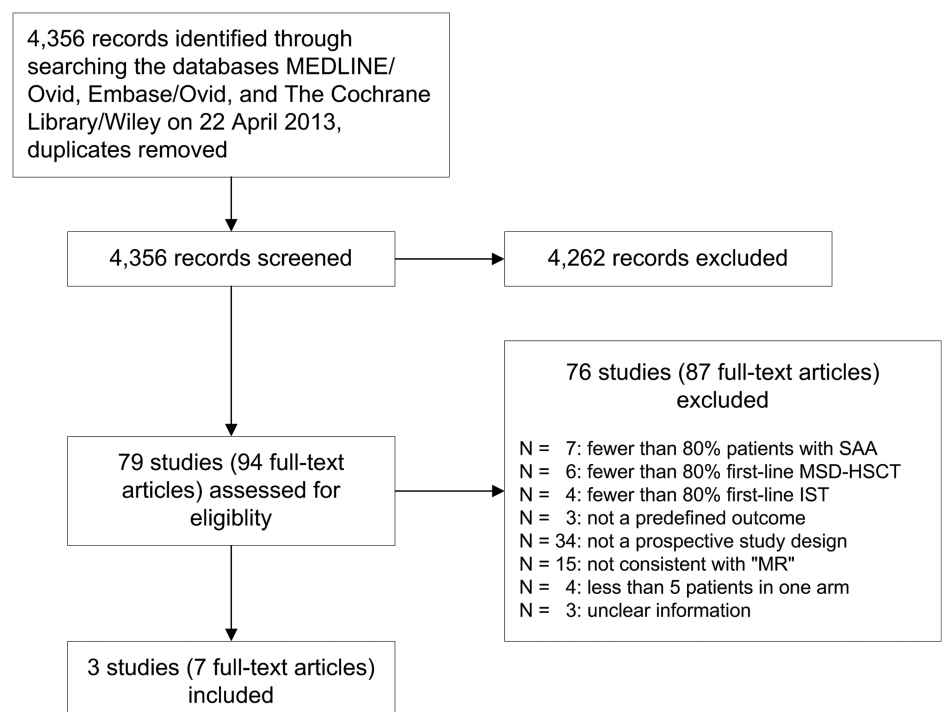 4,356 records identified through
searching the databases MEDLINE/
Ovid, Embase/Ovid, and The Cochrane
Library/Wiley on 22 April 2013,
duplicates removed
4,356 records screened
4,262 records excluded
76 studies (87 full-text articles)
excluded
N = 7: fewer than 80% patients with SAA
N = 6: fewer than 80% first-line MSD-HSCT
N = 4: fewer than 80% first-line IST
N = 3: not a predefined outcome
N = 34: not a prospective study design
N = 15: not consistent with "MR"
N = 4: less than 5 patients in one arm
N = 3: unclear information
79 studies (94 full-text
articles) assessed for
eligiblity
3 studies (7 full-text articles)
included